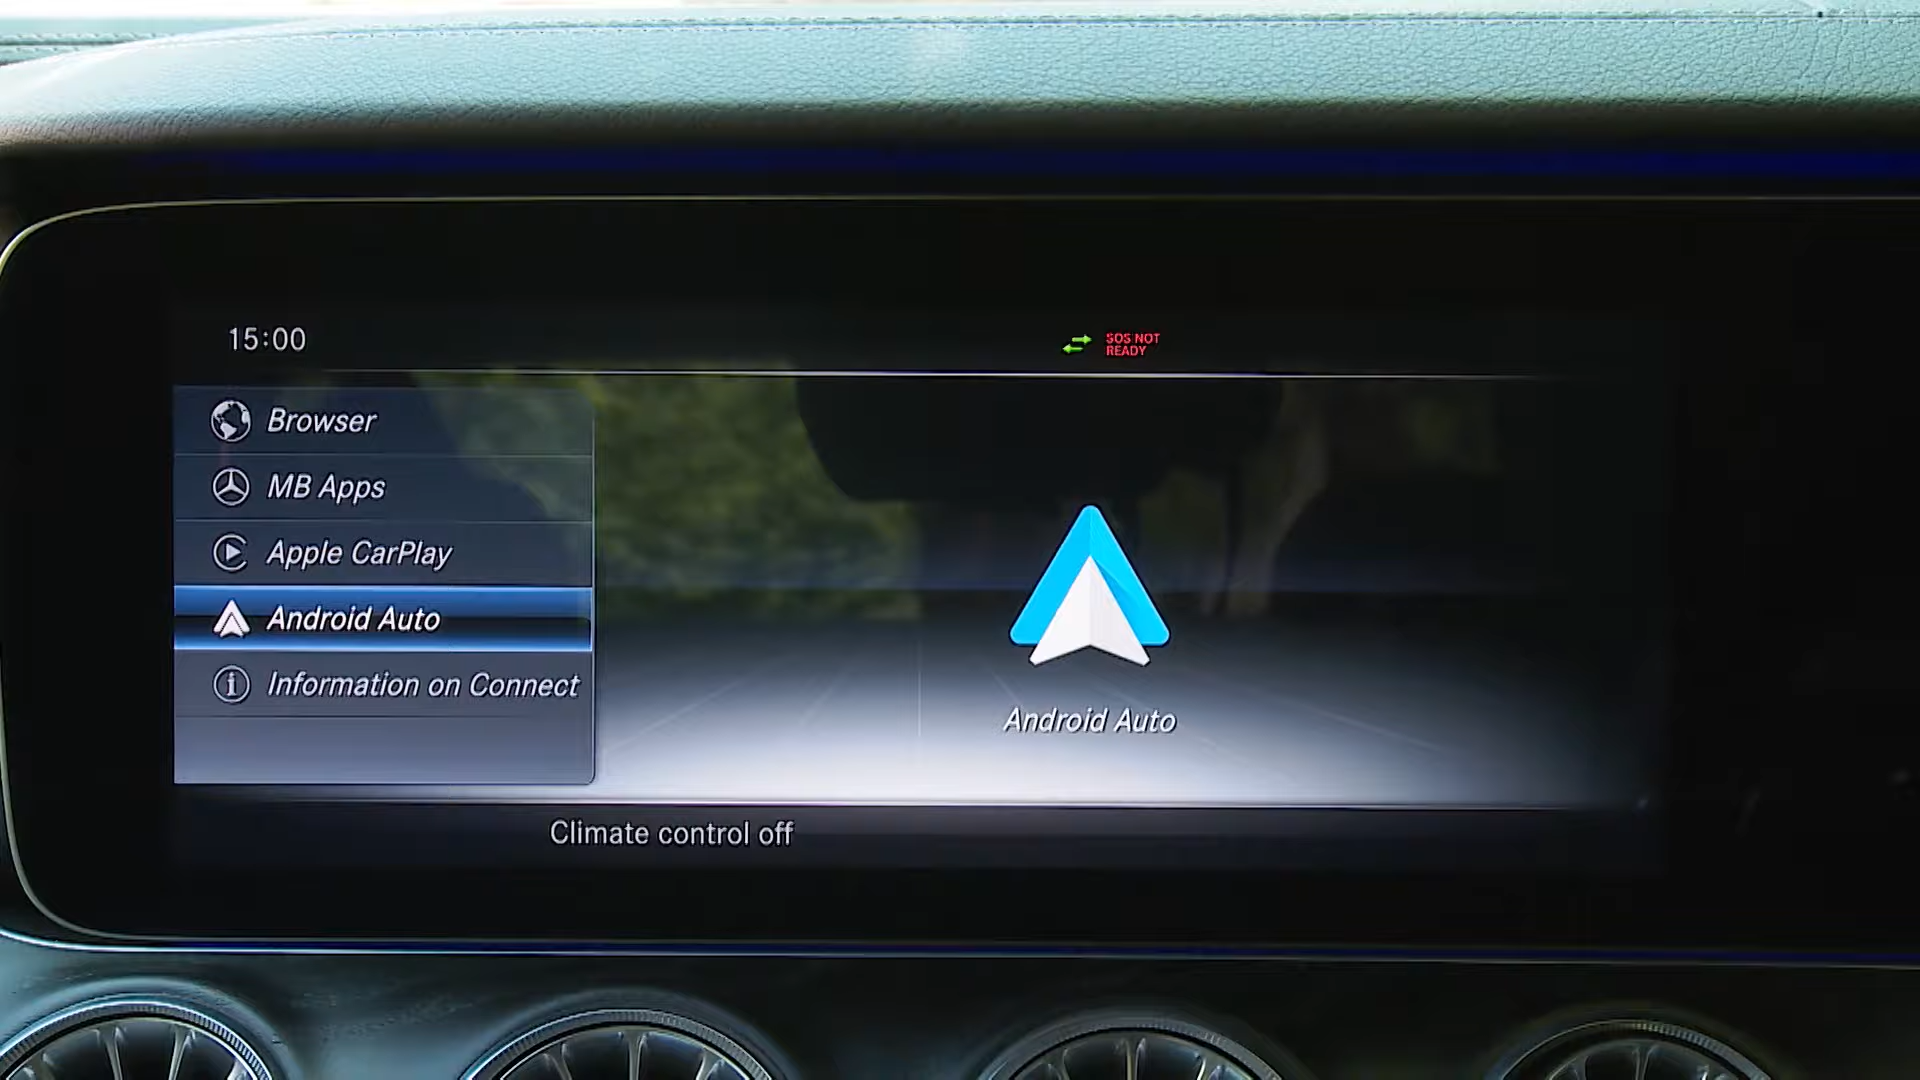 15:00
SOS NOT
READY
Browser
MB Apps
Apple CarPlay
Android Auto
Information on Connect
Android Auto
Climate control off